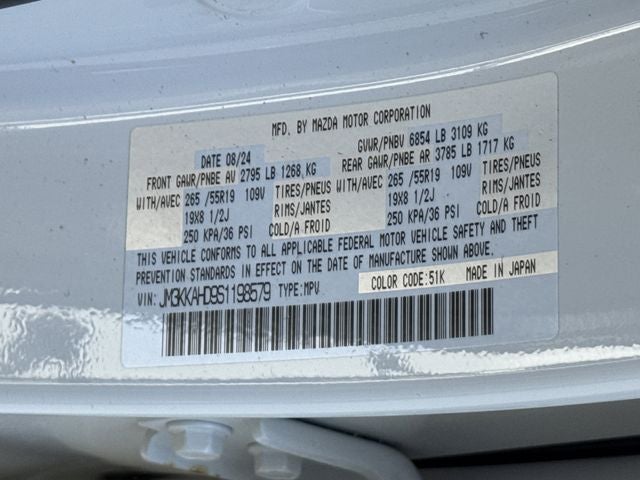 MFD. BY MAZDA MOTOR CORPORATION
DATE 08/24 GVWR/PNBV 6854 LB 3109 KG
FRONT GAWR/PNBE AV 2795 LB 1268 KG REAR GAWR/PNBE AR 3785 LB 1717 KG
WITH/AVEC 265 /55R19 109V TIRES/PNEUS WITH/AVEC 265 /55R19 109V TIRES/PNEUS
19X8 1/2J RIMS/JANTES 19X8 1/2J RIMS/JANTES
250 KPA/36 PSI COLD/A FROID 250 KPA/36 PSI COLD/A FROID
THIS VEHICLE CONFORMS TO ALL APPLICABLE FEDERAL MOTOR VEHICLE SAFETY AND THEFT
PREVENTION STANDARDS IN EFFECT ON THE DATE OF MANUFACTURE SHOWN ABOVE.
COLOR CODE:51K MADE IN JAPAN
VIN: JM3KKAHD9S1198579 TYPE:MPV